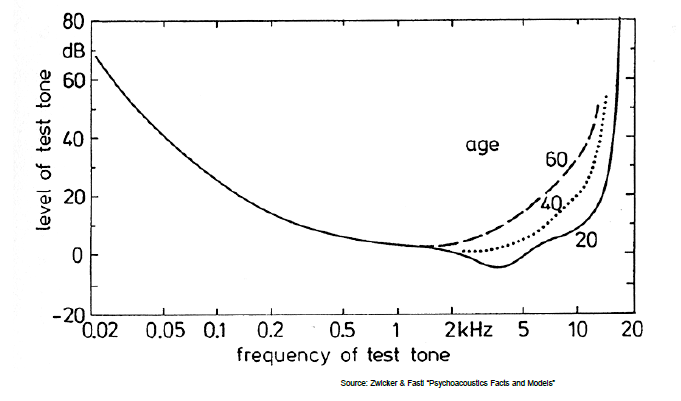 80
dB
60
40
20
0
-20
level of test tone
age
60
40
20
0.02 0.05 0.1 0.2 0.5 1 2kHz 5 10 20
frequency of test tone
Source: Zwicker & Fastl "Psychoacoustics Facts and Models"